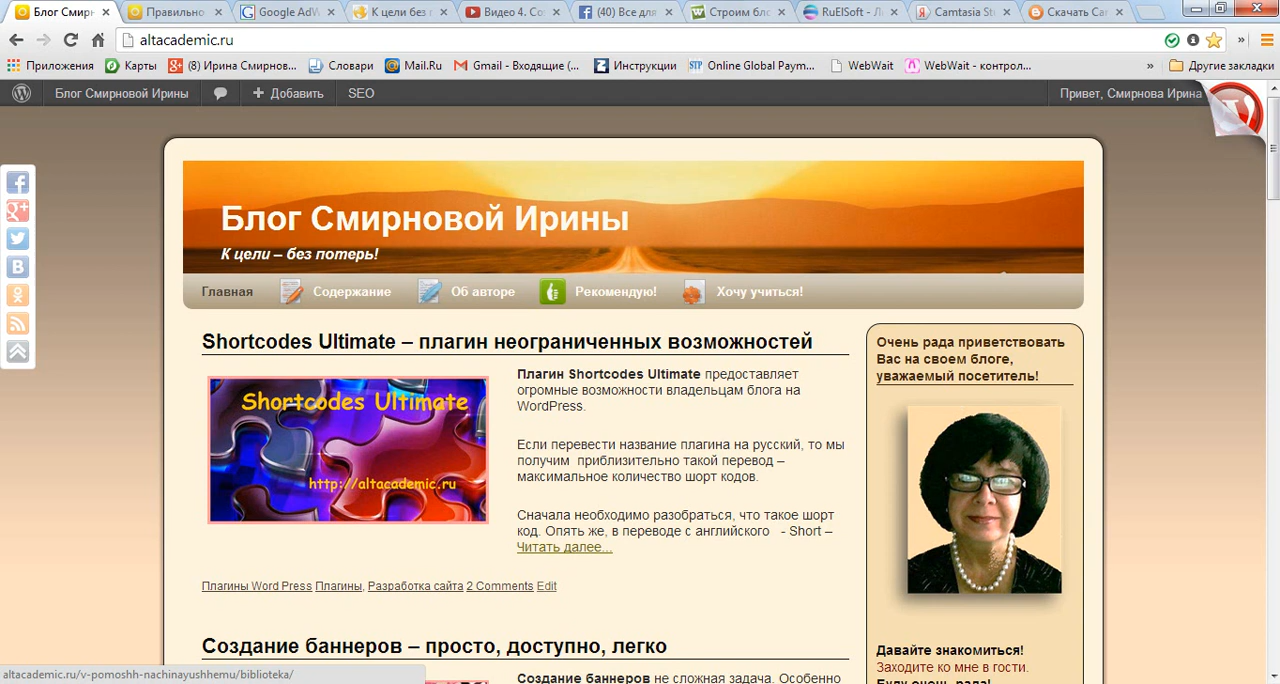 Блог Смирн
Правильно
Google AdW
К цели без
Видео 4. Со
(40) Все для
Строим бло
RuElSoft - Л
Camtasia St
Скачать Ca
altacademic.ru
Приложения
Карты
(8) Ирина Смирнов...
Словари
Mail.Ru
Gmail - Входящие (...
Инструкции
Online Global Paym...
WebWait
WebWait - контрол...
Другие закладки
Блог Смирновой Ирины
Добавить
SEO
Привет, Смирнова Ирина
Блог Смирновой Ирины
К цели – без потерь!
Главная
Содержание
Об авторе
Рекомендую!
Хочу учиться!
Shortcodes Ultimate – плагин неограниченных возможностей
Shortcodes Ultimate
http://altacademic.ru
Плагин Shortcodes Ultimate предоставляет
огромные возможности владельцам блога на
WordPress.
Если перевести название плагина на русский, то мы
получим приблизительно такой перевод –
максимальное количество шорт кодов.
Сначала необходимо разобраться, что такое шорт
код. Опять же, в переводе с английского - Short –
Читать далее...
Плагины Word Press Плагины, Разработка сайта 2 Comments Edit
Создание баннеров – просто, доступно, легко
Создание баннеров не сложная задача. Особенно
Очень рада приветствовать
Вас на своем блоге,
уважаемый посетитель!
Давайте знакомиться!
Заходите ко мне в гости.
Буду очень рада!
altacademic.ru/v-pomoshh-nachinayushhemu/biblioteka/